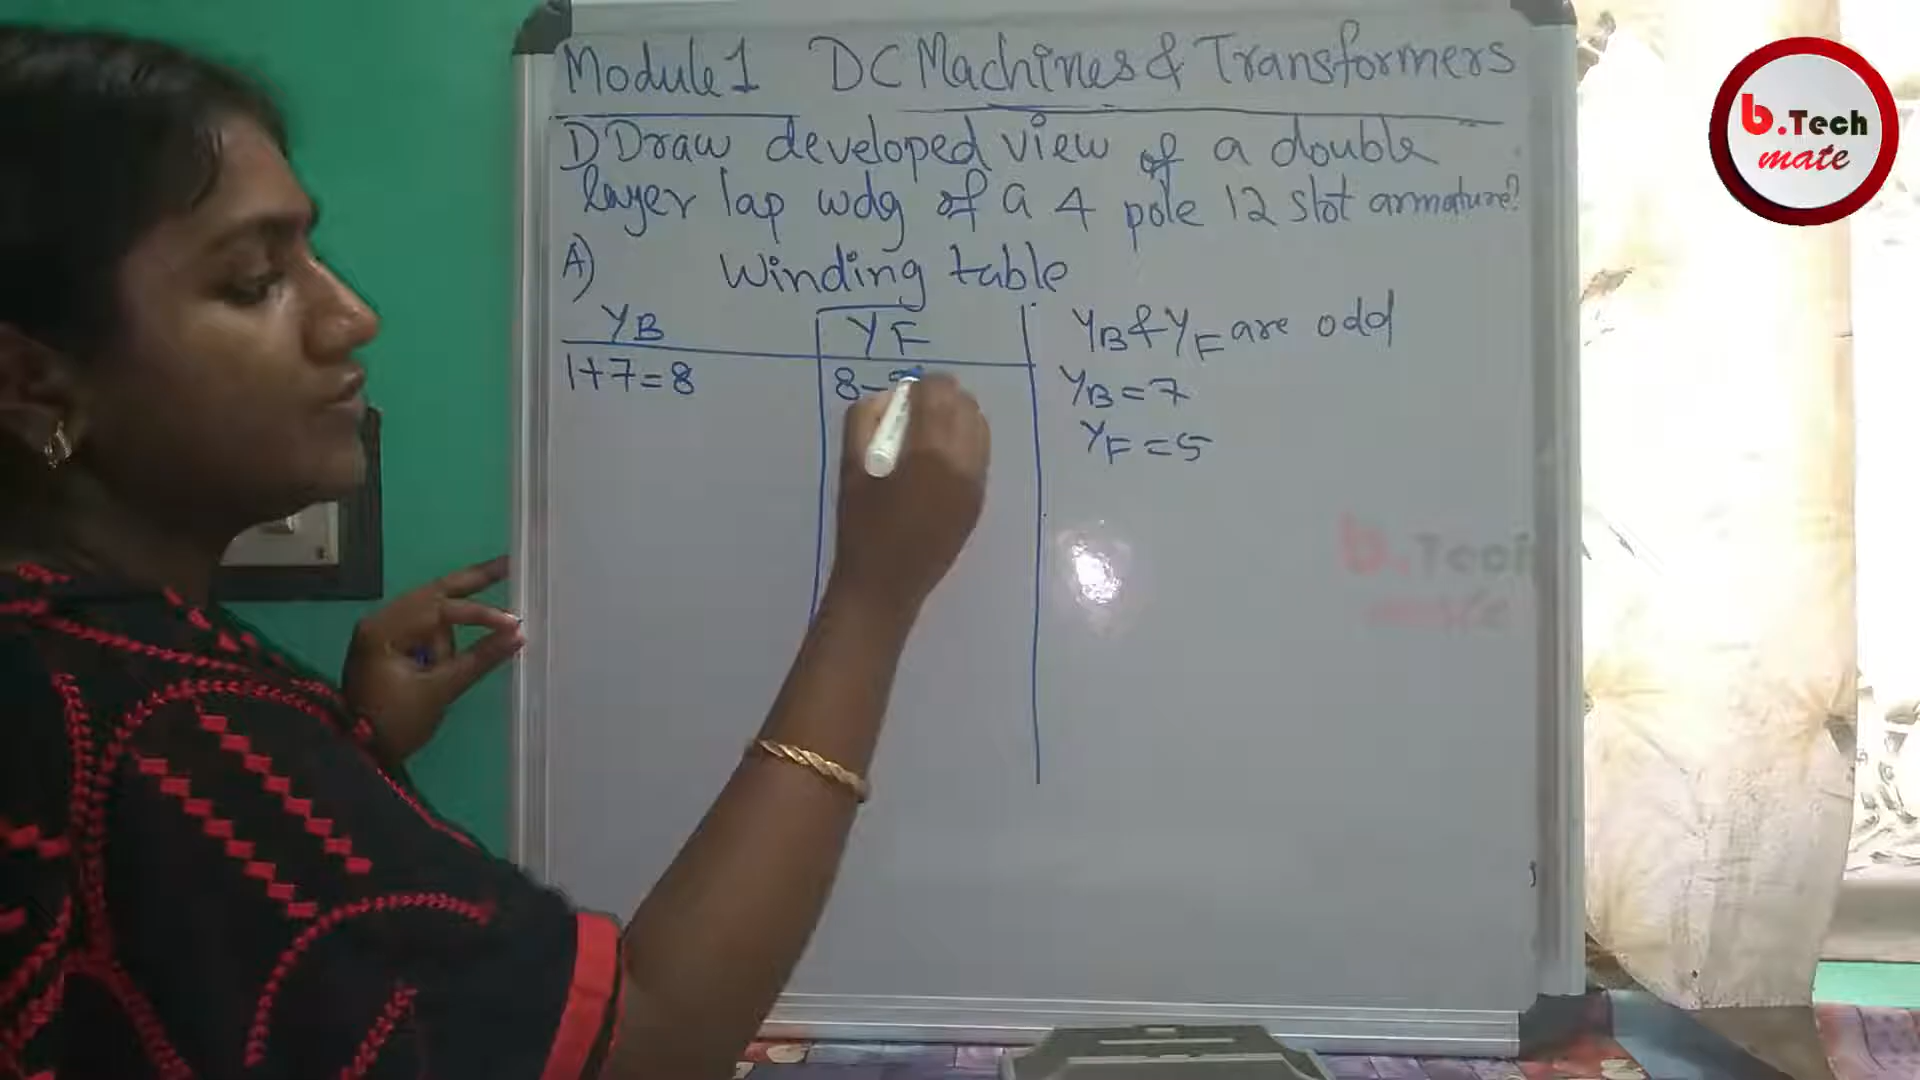 Module 1 DC Machines & Transformers
1) Draw developed view of a double
layer lap wdg of a 4 pole 12 slot armature?
A) Winding table
YB YF YB & YF are odd
1+7=8 8- YB = 7
YF = 5
b.Tech
mate
b.Tech
mate